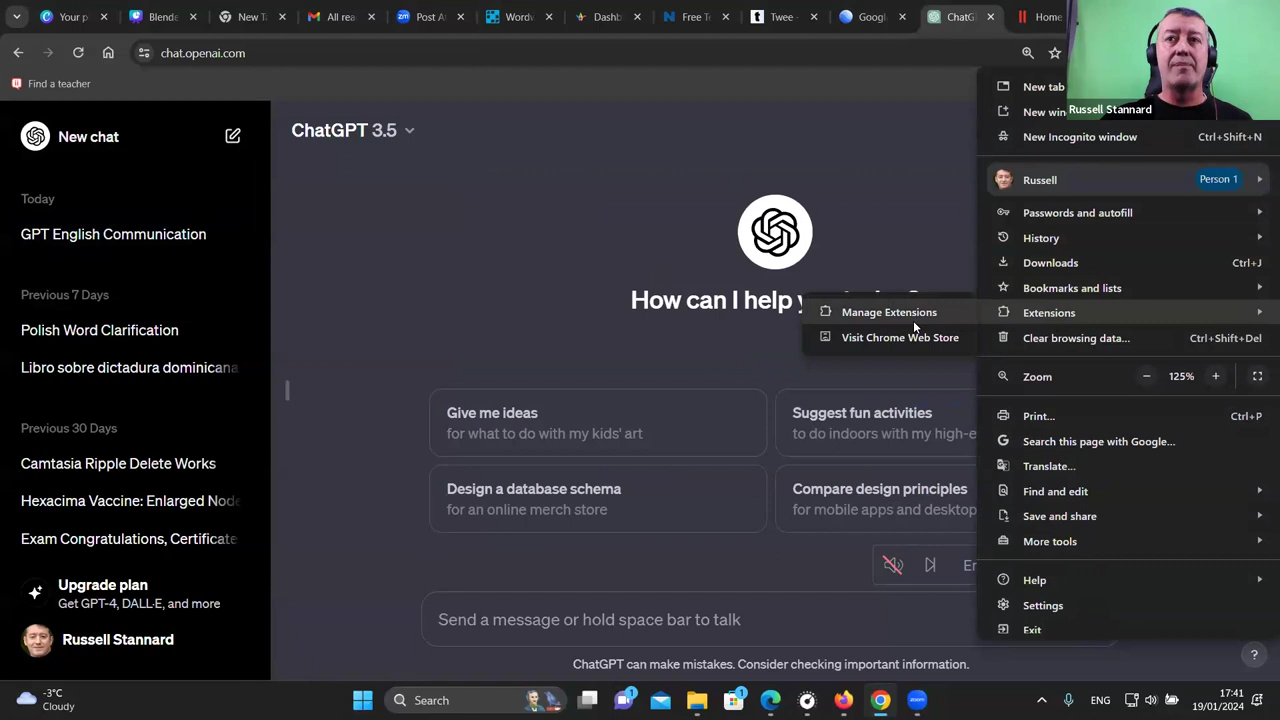 Can you p
Blende
New Ta
All rea
Post At
Wordw
Dashb
Free Te
Twee -
Googl
ChatG
Home
chat.openai.com
Find a teacher
Russell Stannard
New tab
New win
New Incognito window Ctrl+Shift+N
Russell Person 1
Passwords and autofill
History
Downloads Ctrl+J
Bookmarks and lists
Extensions
Clear browsing data... Ctrl+Shift+Del
Zoom − 125% +
Print... Ctrl+P
Search this page with Google...
Translate...
Find and edit
Save and share
More tools
Help
Settings
Exit
Manage Extensions
Visit Chrome Web Store
New chat
Today
GPT English Communication
Previous 7 Days
Polish Word Clarification
Libro sobre dictadura dominicana
Previous 30 Days
Camtasia Ripple Delete Works
Hexacima Vaccine: Enlarged Node
Exam Congratulations, Certificate
Upgrade plan
Get GPT-4, DALL·E, and more
Russell Stannard
ChatGPT 3.5
How can I help y
Give me ideas
for what to do with my kids' art
Suggest fun activities
to do indoors with my high-e
Design a database schema
for an online merch store
Compare design principles
for mobile apps and desktop
En
Send a message or hold space bar to talk
ChatGPT can make mistakes. Consider checking important information.
?
-3°C
Cloudy
Search
1
1
ENG
17:41
19/01/2024